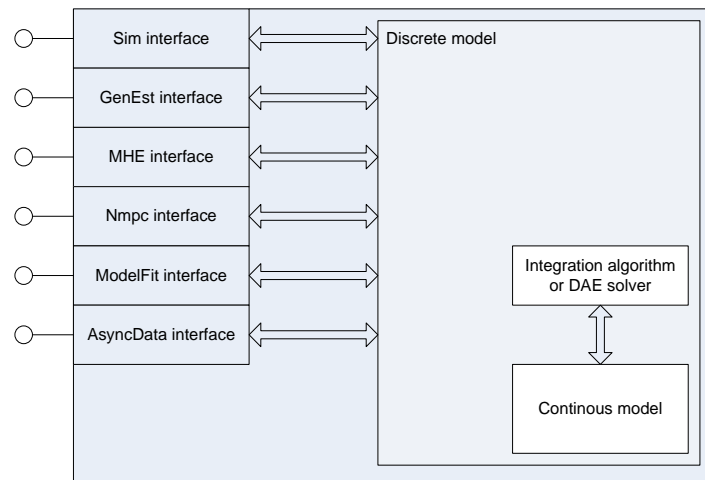 Sim interface
Discrete model
GenEst interface
MHE interface
Nmpc interface
ModelFit interface
Integration algorithm
or DAE solver
AsyncData interface
Continous model